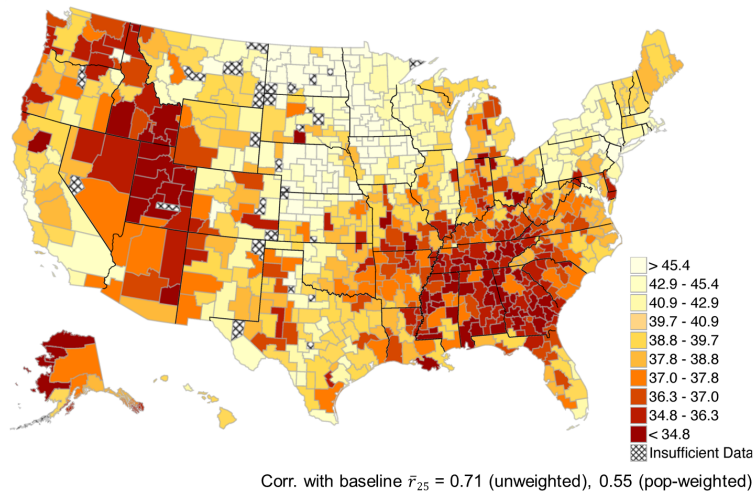 > 45.4
42.9 - 45.4
40.9 - 42.9
39.7 - 40.9
38.8 - 39.7
37.8 - 38.8
37.0 - 37.8
36.3 - 37.0
34.8 - 36.3
< 34.8
Insufficient Data
Corr. with baseline r̄₂₅ = 0.71 (unweighted), 0.55 (pop-weighted)